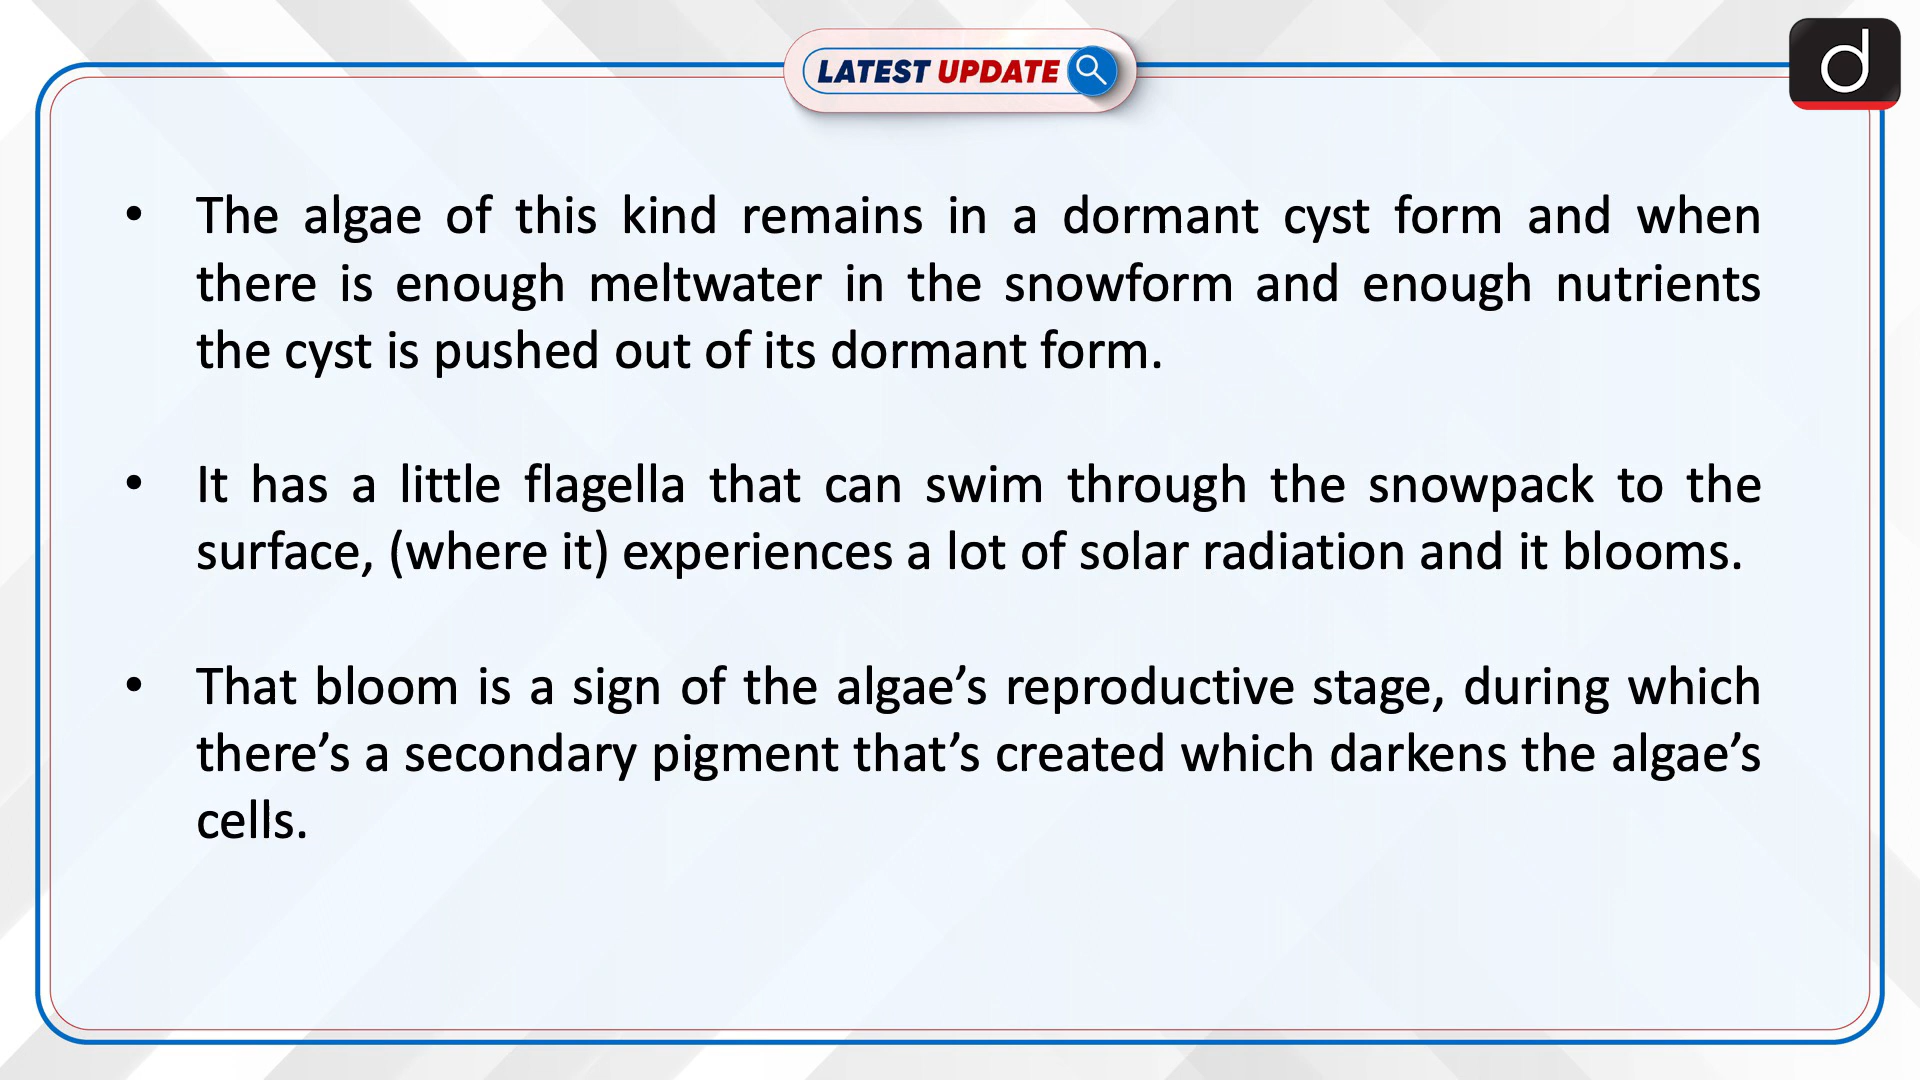 LATEST UPDATE
d
• The algae of this kind remains in a dormant cyst form and when
there is enough meltwater in the snowform and enough nutrients
the cyst is pushed out of its dormant form.
• It has a little flagella that can swim through the snowpack to the
surface, (where it) experiences a lot of solar radiation and it blooms.
• That bloom is a sign of the algae’s reproductive stage, during which
there’s a secondary pigment that’s created which darkens the algae’s
cells.